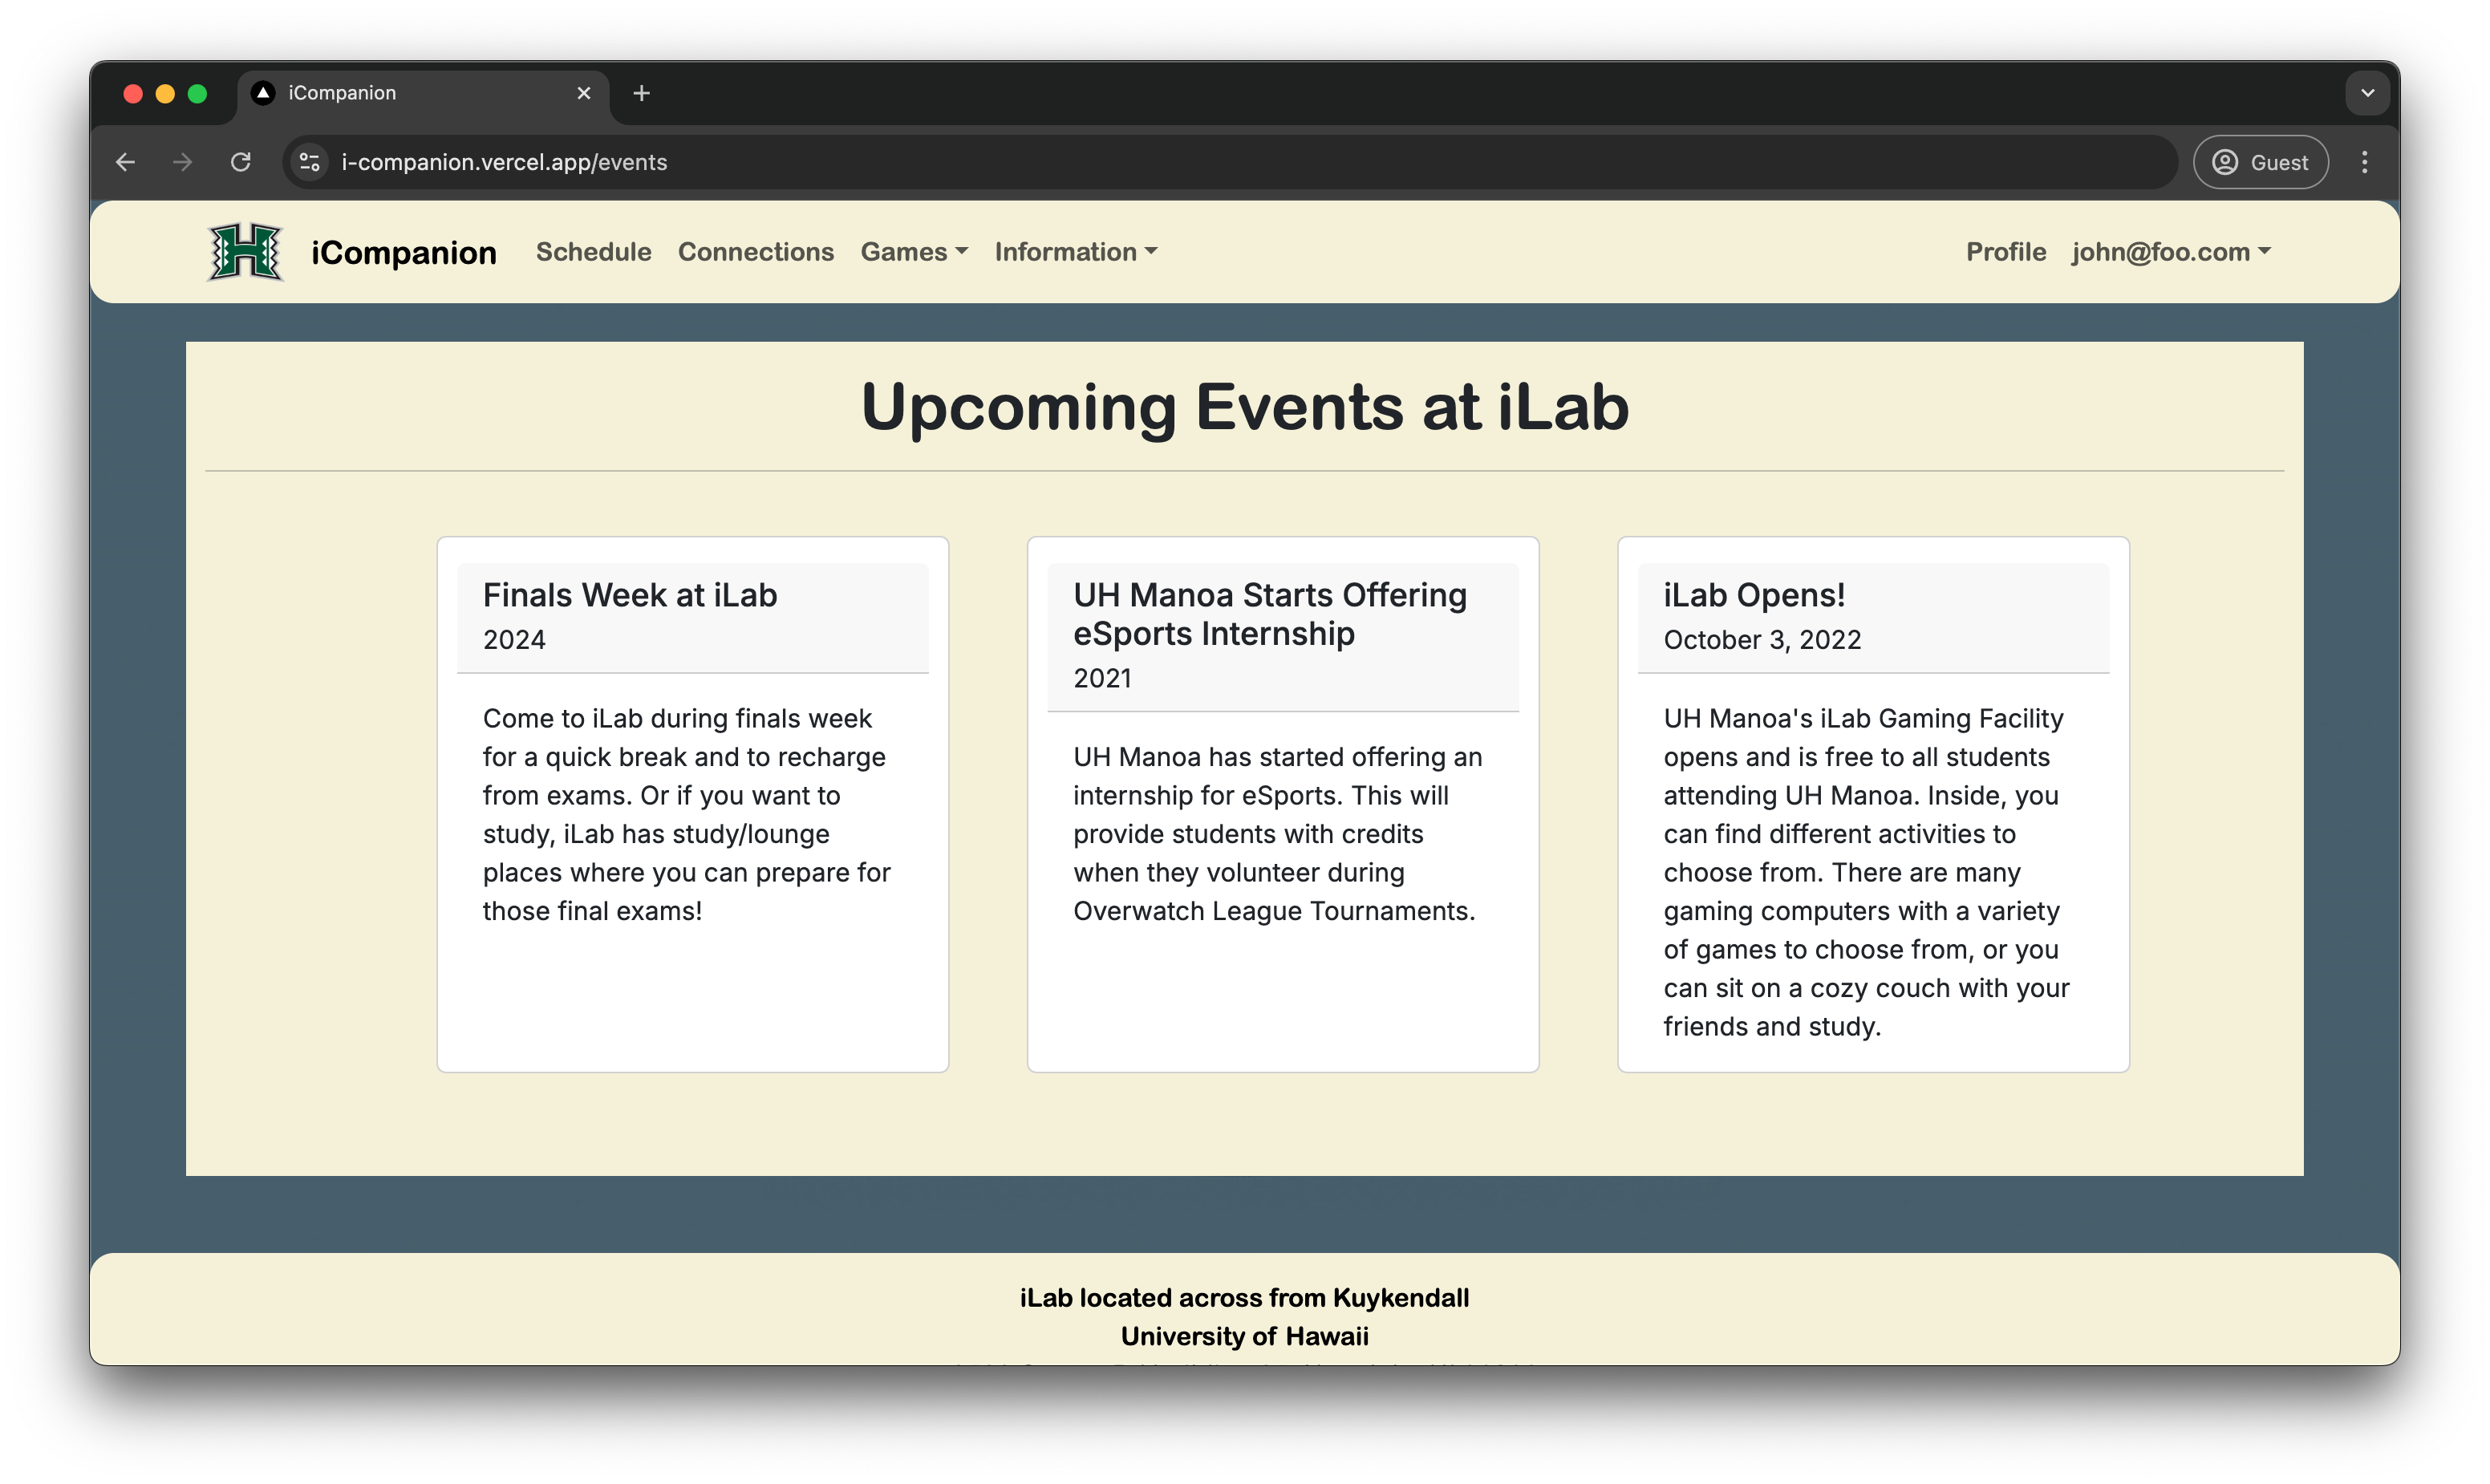 iCompanion
i-companion.vercel.app/events
Guest
H
iCompanion Schedule Connections Games Information Profile john@foo.com
Upcoming Events at iLab
Finals Week at iLab
2024
Come to iLab during finals week
for a quick break and to recharge
from exams. Or if you want to
study, iLab has study/lounge
places where you can prepare for
those final exams!
UH Manoa Starts Offering
eSports Internship
2021
UH Manoa has started offering an
internship for eSports. This will
provide students with credits
when they volunteer during
Overwatch League Tournaments.
iLab Opens!
October 3, 2022
UH Manoa's iLab Gaming Facility
opens and is free to all students
attending UH Manoa. Inside, you
can find different activities to
choose from. There are many
gaming computers with a variety
of games to choose from, or you
can sit on a cozy couch with your
friends and study.
iLab located across from Kuykendall
University of Hawaii